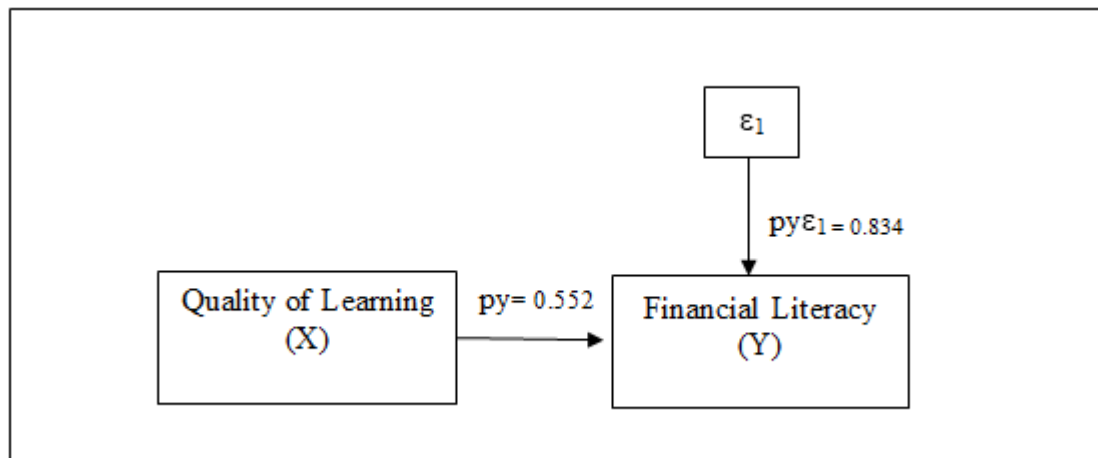 ε₁
pyε₁ = 0.834
Quality of Learning
(X)
py= 0.552
Financial Literacy
(Y)